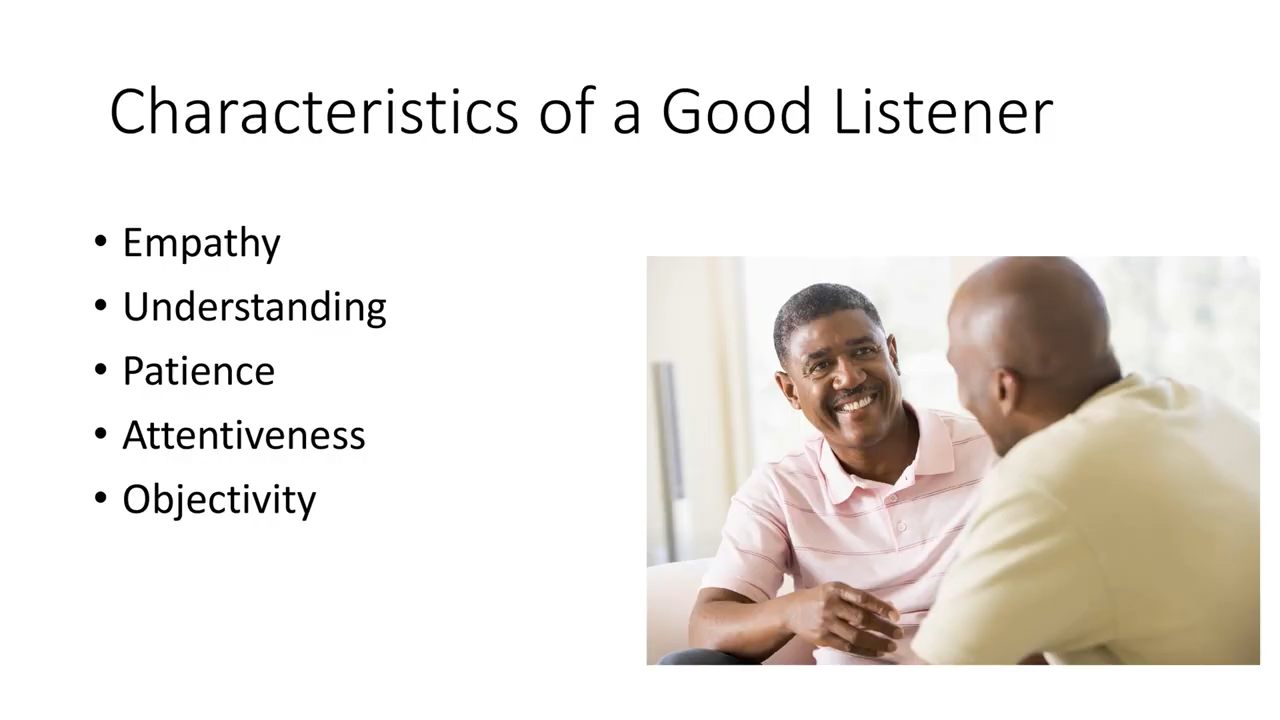 Characteristics of a Good Listener
• Empathy
• Understanding
• Patience
• Attentiveness
• Objectivity